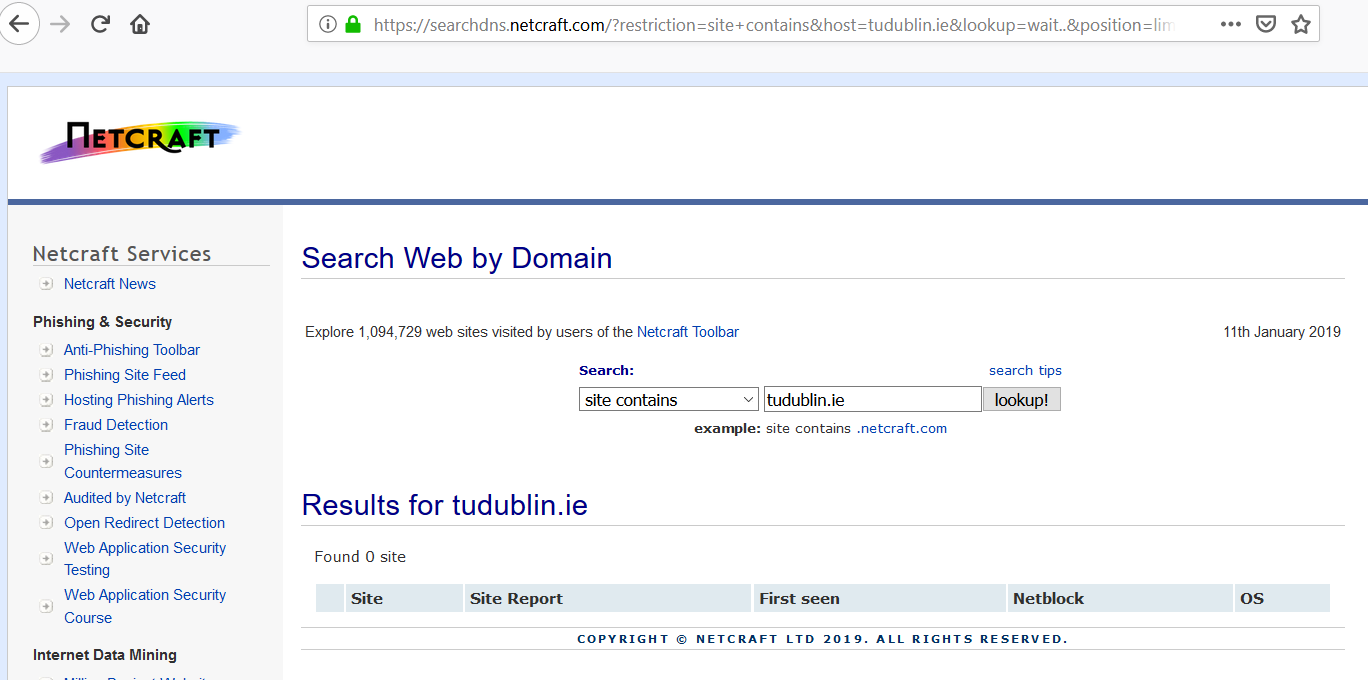 https://searchdns.netcraft.com/?restriction=site+contains&host=tudublin.ie&lookup=wait..&position=lim
NETCRAFT
Netcraft Services
Netcraft News
Phishing & Security
Anti-Phishing Toolbar
Phishing Site Feed
Hosting Phishing Alerts
Fraud Detection
Phishing Site
Countermeasures
Audited by Netcraft
Open Redirect Detection
Web Application Security
Testing
Web Application Security
Course
Internet Data Mining
Search Web by Domain
Explore 1,094,729 web sites visited by users of the Netcraft Toolbar 11th January 2019
Search: search tips
site contains tudublin.ie lookup!
example: site contains .netcraft.com
Results for tudublin.ie
Found 0 site
Site Site Report First seen Netblock OS
COPYRIGHT © NETCRAFT LTD 2019. ALL RIGHTS RESERVED.